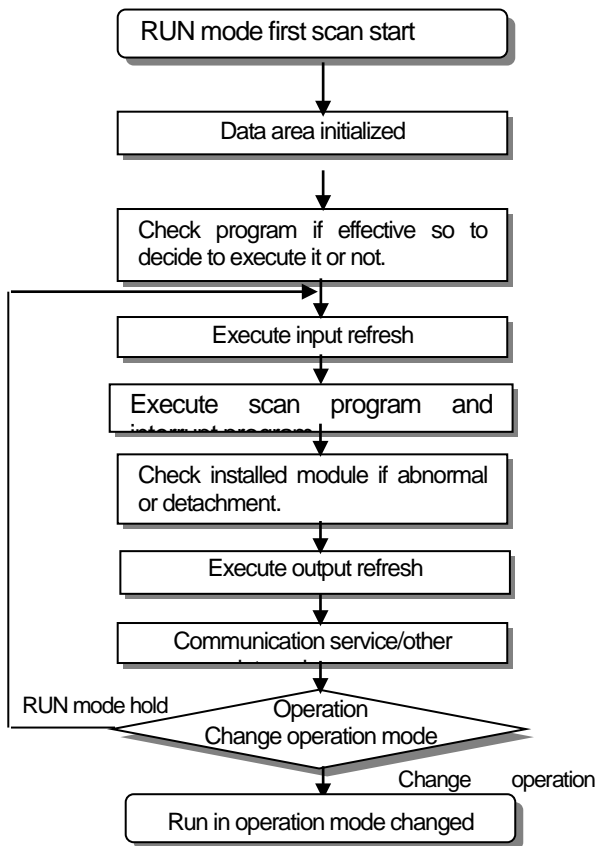 RUN mode first scan start
Data area initialized
Check program if effective so to
decide to execute it or not.
Execute input refresh
Execute scan program and
Check installed module if abnormal
or detachment.
Execute output refresh
Communication service/other
RUN mode hold
Operation
Change operation mode
Change operation
Run in operation mode changed